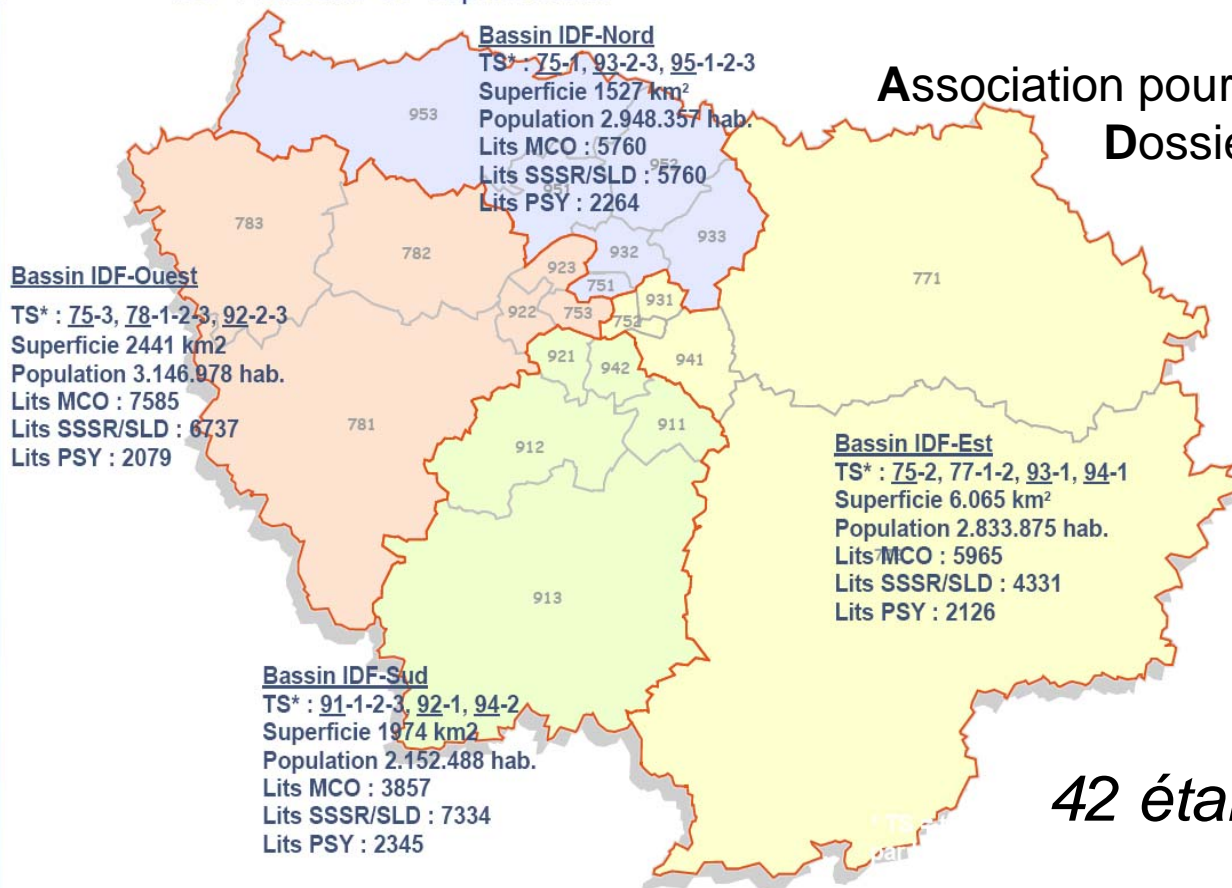 Bassin IDF-Nord
TS* : 75-1, 93-2-3, 95-1-2-3
Superficie 1527 km²
Population 2.948.357 hab.
Lits MCO : 5760
Lits SSSR/SLD : 5760
Lits PSY : 2264
Association pour
Dossie
953
952
951
783
782
932
933
923
751
771
922
753
752
931
Bassin IDF-Ouest
TS* : 75-3, 78-1-2-3, 92-2-3
Superficie 2441 km2
Population 3.146.978 hab.
Lits MCO : 7585
Lits SSSR/SLD : 6737
Lits PSY : 2079
921
942
941
781
912
911
Bassin IDF-Est
TS* : 75-2, 77-1-2, 93-1, 94-1
Superficie 6.065 km²
Population 2.833.875 hab.
Lits MCO : 5965
Lits SSSR/SLD : 4331
Lits PSY : 2126
913
Bassin IDF-Sud
TS* : 91-1-2-3, 92-1, 94-2
Superficie 1974 km2
Population 2.152.488 hab.
Lits MCO : 3857
Lits SSSR/SLD : 7334
Lits PSY : 2345
42 étal
* TS
par